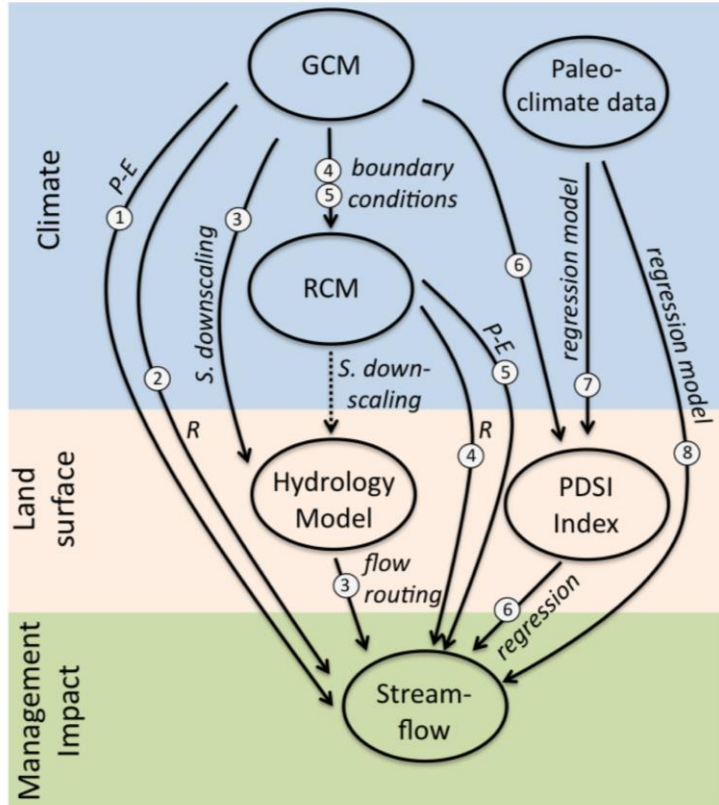 GCM
Paleo-
climate data
Climate
P-E
1
2
R
S. downscaling
3
4
5
boundary
conditions
RCM
S. down-
scaling
6
regression model
7
regression model
8
P-E
5
R
4
Land
surface
Hydrology
Model
PDSI
Index
3
flow
routing
6
regression
Management
Impact
Stream-
flow